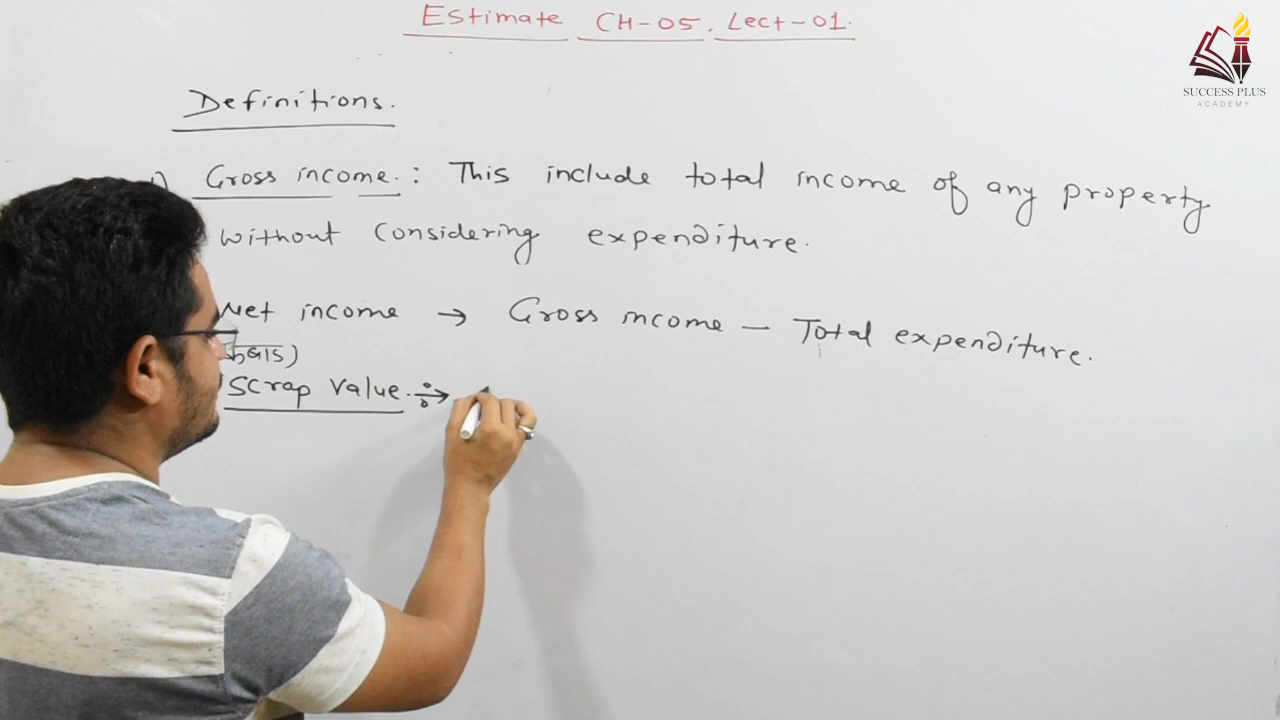 Estimate CH-05. Lect-01.
SUCCESS PLUS
ACADEMY
Definitions.
Gross income. : This include total income of any property
without considering expenditure.
Net income → Gross income — Total expenditure.
Scrap Value. →